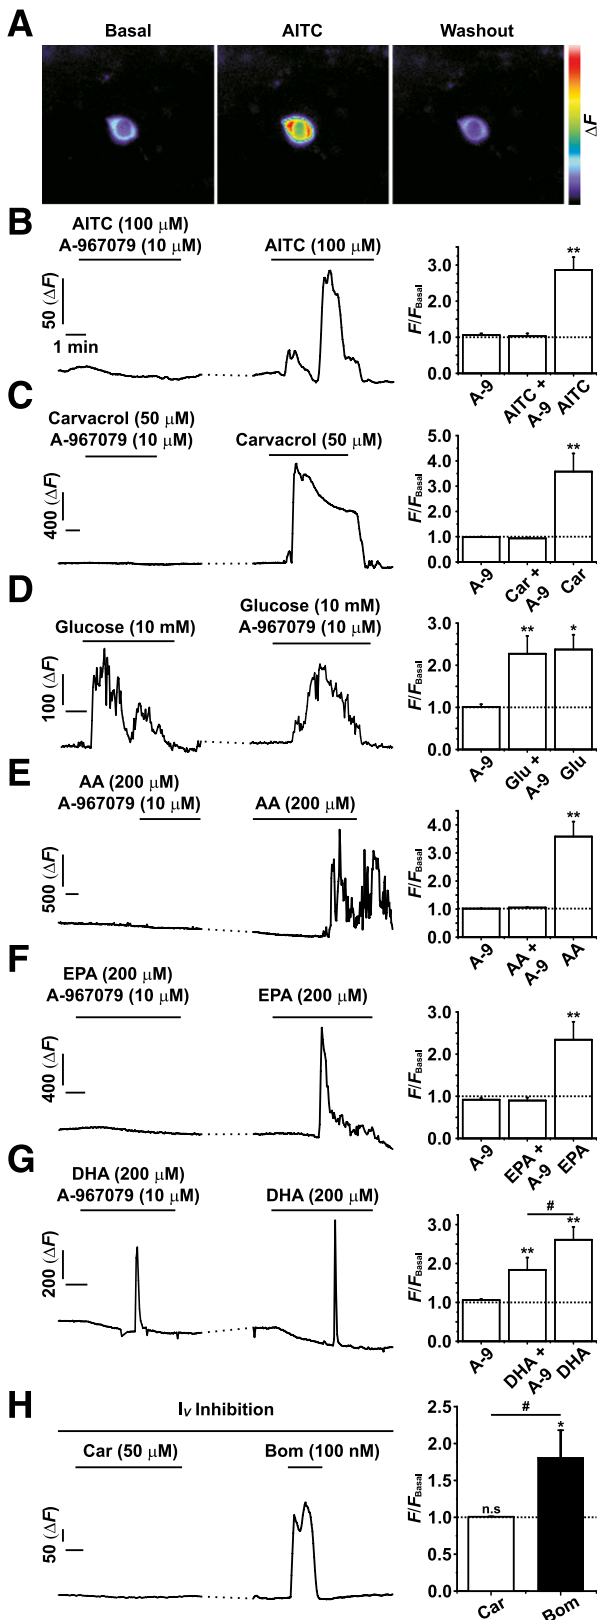 A
Basal
AITC
Washout
ΔF
B
AITC (100 μM)
A-967079 (10 μM)
AITC (100 μM)
50 (ΔF)
1 min
F/FBasal
3.0
2.0
1.0
0.0
**
A-9
AITC +
A-9
AITC
C
Carvacrol (50 μM)
A-967079 (10 μM)
Carvacrol (50 μM)
400 (ΔF)
F/FBasal
5.0
4.0
3.0
2.0
1.0
0.0
**
A-9
Car +
A-9
Car
D
Glucose (10 mM)
Glucose (10 mM)
A-967079 (10 μM)
100 (ΔF)
F/FBasal
3.0
2.0
1.0
0.0
**
*
A-9
Glu +
A-9
Glu
E
AA (200 μM)
A-967079 (10 μM)
AA (200 μM)
500 (ΔF)
F/FBasal
4.0
3.0
2.0
1.0
0.0
**
A-9
AA +
A-9
AA
F
EPA (200 μM)
A-967079 (10 μM)
EPA (200 μM)
400 (ΔF)
F/FBasal
3.0
2.0
1.0
0.0
**
A-9
EPA +
A-9
EPA
G
DHA (200 μM)
A-967079 (10 μM)
DHA (200 μM)
200 (ΔF)
F/FBasal
3.0
2.0
1.0
0.0
#
**
**
A-9
DHA +
A-9
DHA
H
IV Inhibition
Car (50 μM)
Bom (100 nM)
50 (ΔF)
F/FBasal
2.5
2.0
1.5
1.0
0.5
0.0
#
*
n.s
Car
Bom